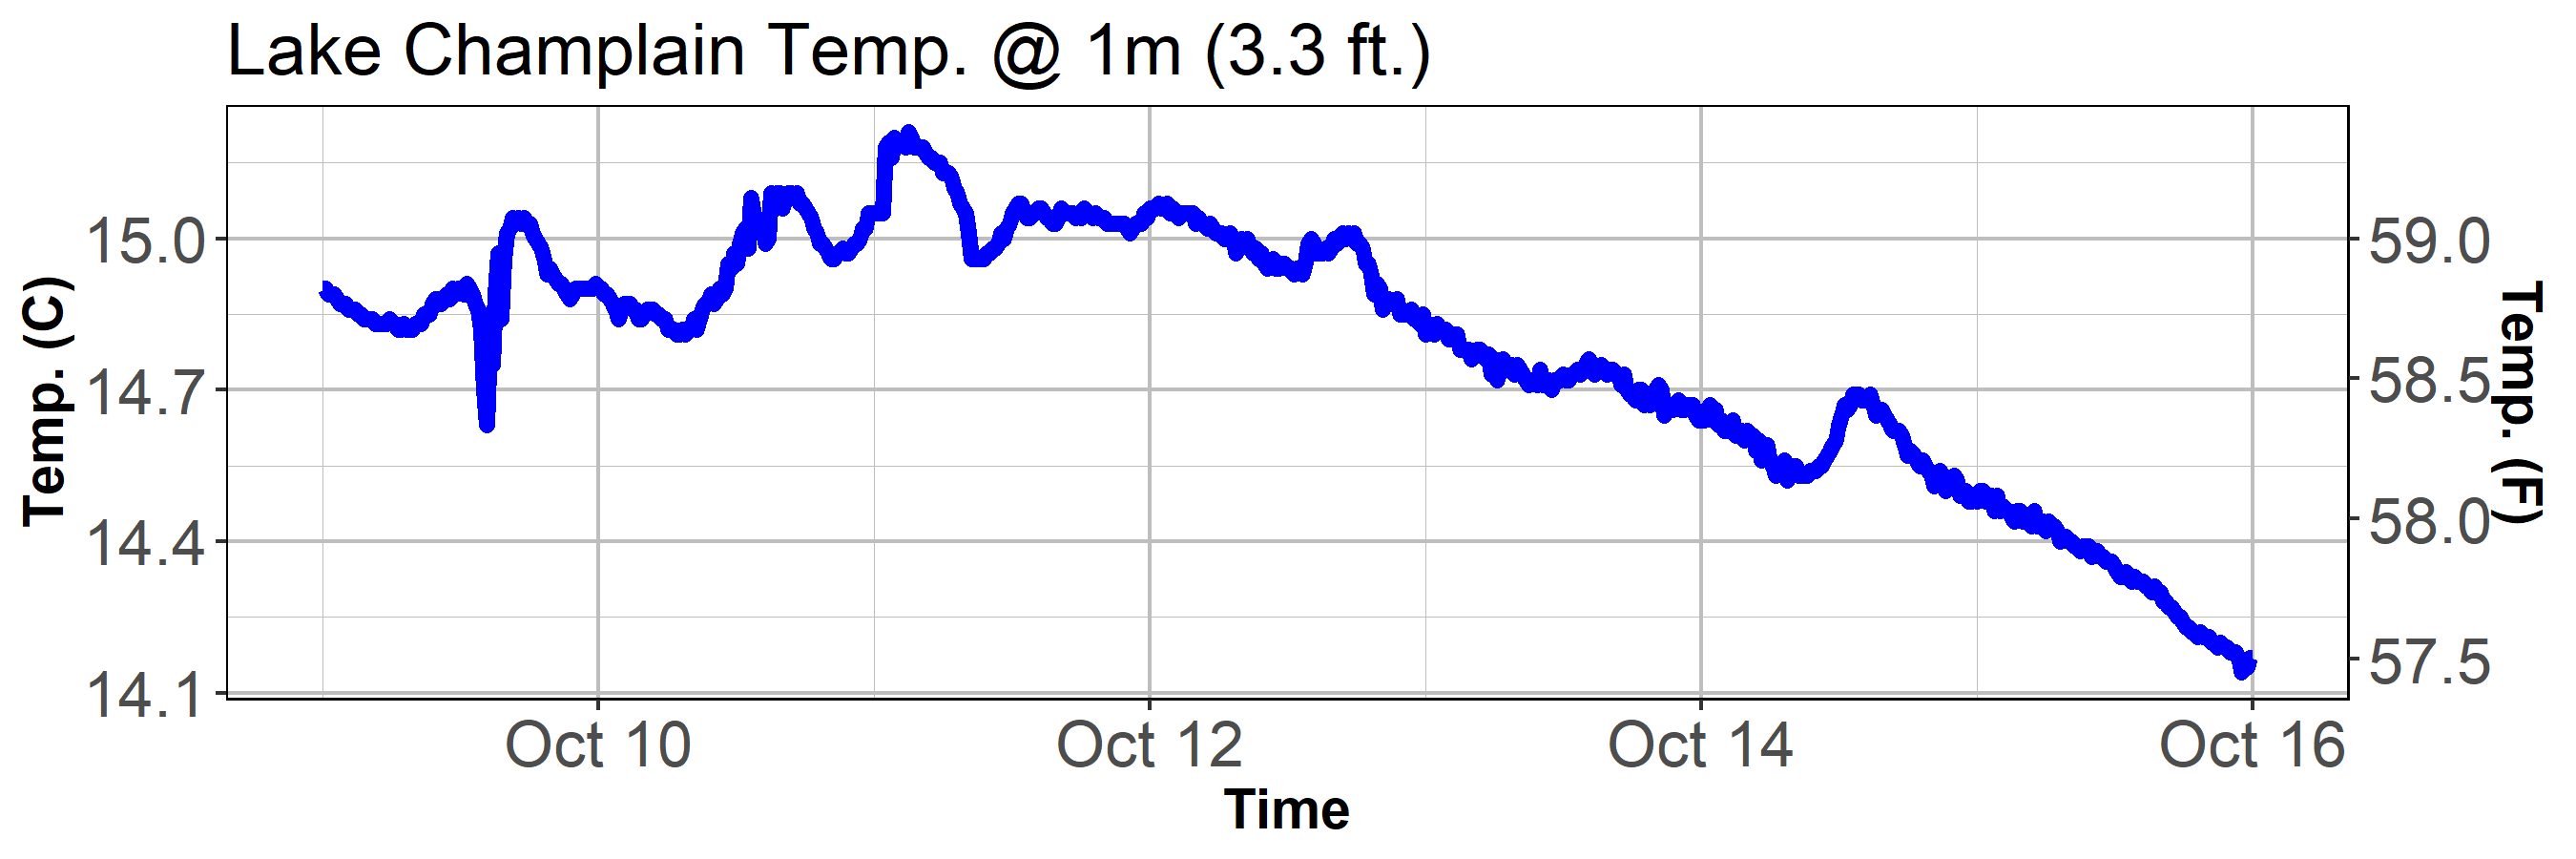 Lake Champlain Temp. @ 1m (3.3 ft.)
Temp. (C)
15.0
14.7
14.4
14.1
59.0
58.5
58.0
57.5
Temp. (F)
Oct 10
Oct 12
Oct 14
Oct 16
Time